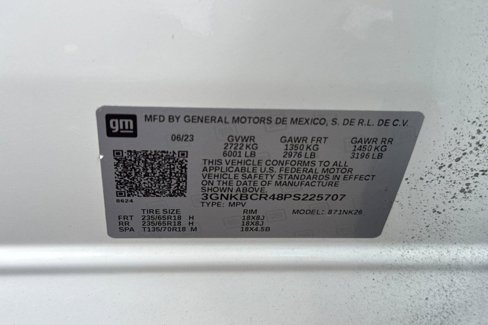 gm
MFD BY GENERAL MOTORS DE MEXICO, S. DE R.L. DE C.V.
06/23 GVWR GAWR FRT GAWR RR
2722 KG 1350 KG 1450 KG
6001 LB 2976 LB 3196 LB
THIS VEHICLE CONFORMS TO ALL
APPLICABLE U.S. FEDERAL MOTOR
VEHICLE SAFETY STANDARDS IN
EFFECT ON THE DATE OF MANUFACTURE
SHOWN ABOVE.
3GNKBCR48PS225707
0624
TYPE: MPV MODEL: 871NK26
TIRE SIZE RIM
FRT 235/65R18 H 18X8J
RR 235/65R18 H 18X8J
SPA T135/70R18 M 18X4.5B